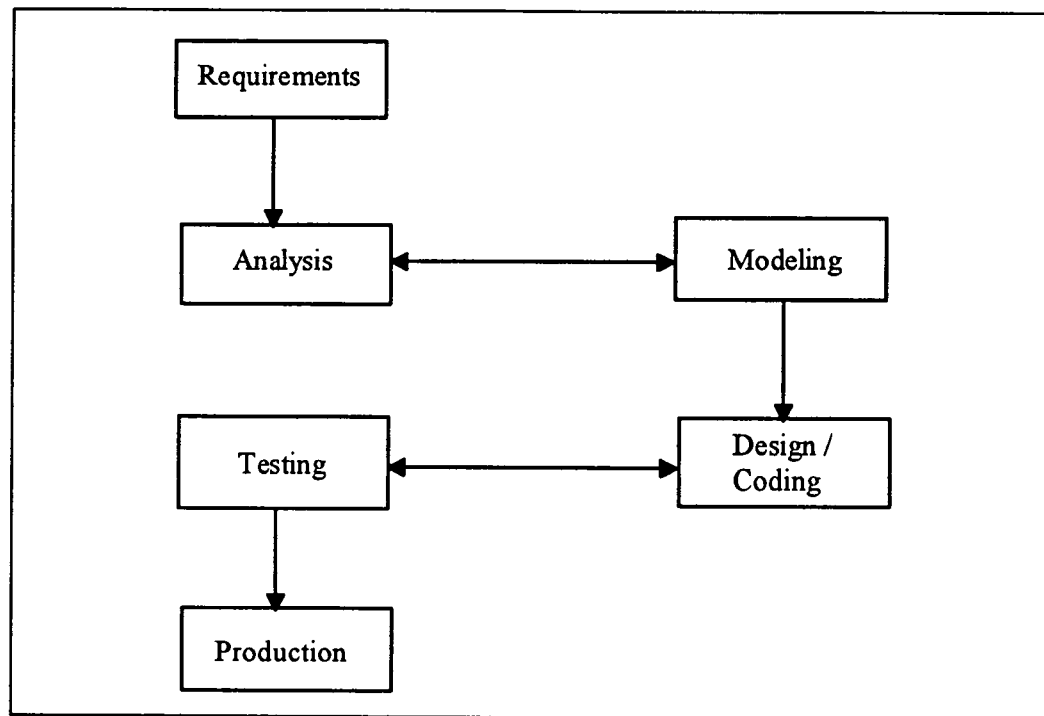 Requirements
Analysis
Modeling
Testing
Design /
Coding
Production